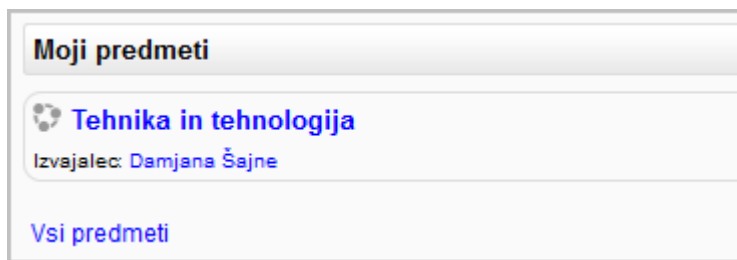 Moji predmeti
Tehnika in tehnologija
Izvajalec: Damjana Šajne
Vsi predmeti